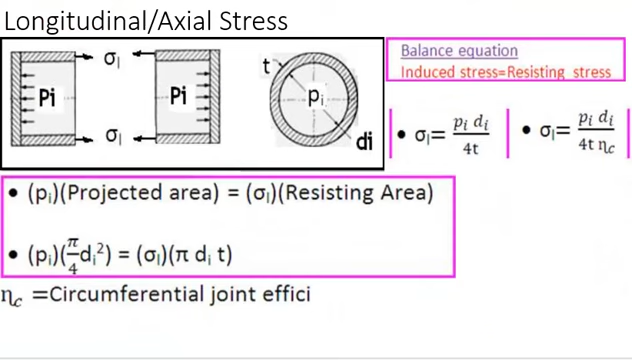 Longitudinal/Axial Stress
σₗ
t
Pi
Pi
pᵢ
σₗ
di
Balance equation
Induced stress=Resisting stress
• σₗ= pᵢ dᵢ / 4t
• σₗ= pᵢ dᵢ / 4t η𝑐
• (pᵢ)(Projected area) = (σₗ)(Resisting Area)
• (pᵢ)(π/4 dᵢ²) = (σₗ)(π dᵢ t)
η𝑐 =Circumferential joint effici